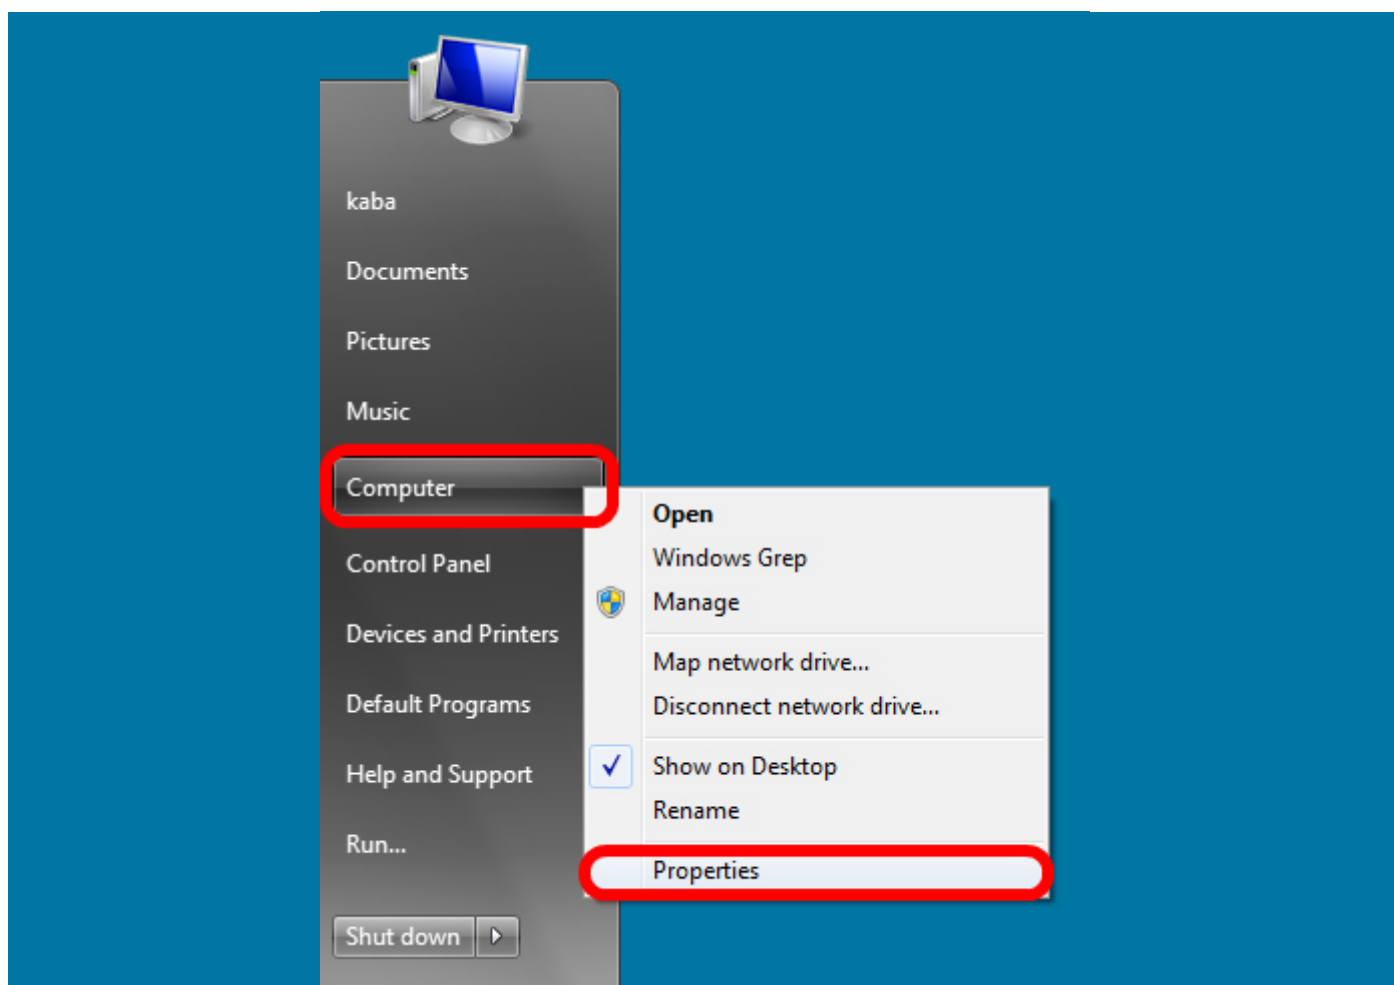 kaba
Documents
Pictures
Music
Computer
Control Panel
Devices and Printers
Default Programs
Help and Support
Run...
Shut down
Open
Windows Grep
Manage
Map network drive...
Disconnect network drive...
Show on Desktop
Rename
Properties